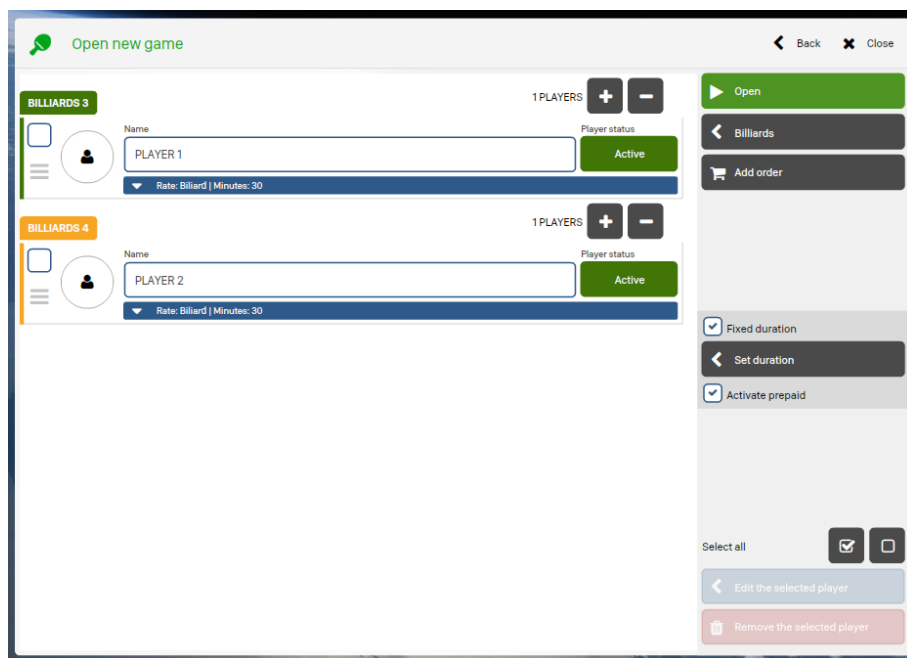 Open new game
Back
Close
BILLIARDS 3
1 PLAYERS
Name
Player status
PLAYER 1
Active
Rate: Biliard | Minutes: 30
BILLIARDS 4
1 PLAYERS
Name
Player status
PLAYER 2
Active
Rate: Biliard | Minutes: 30
Open
Billiards
Add order
Fixed duration
Set duration
Activate prepaid
Select all
Edit the selected player
Remove the selected player